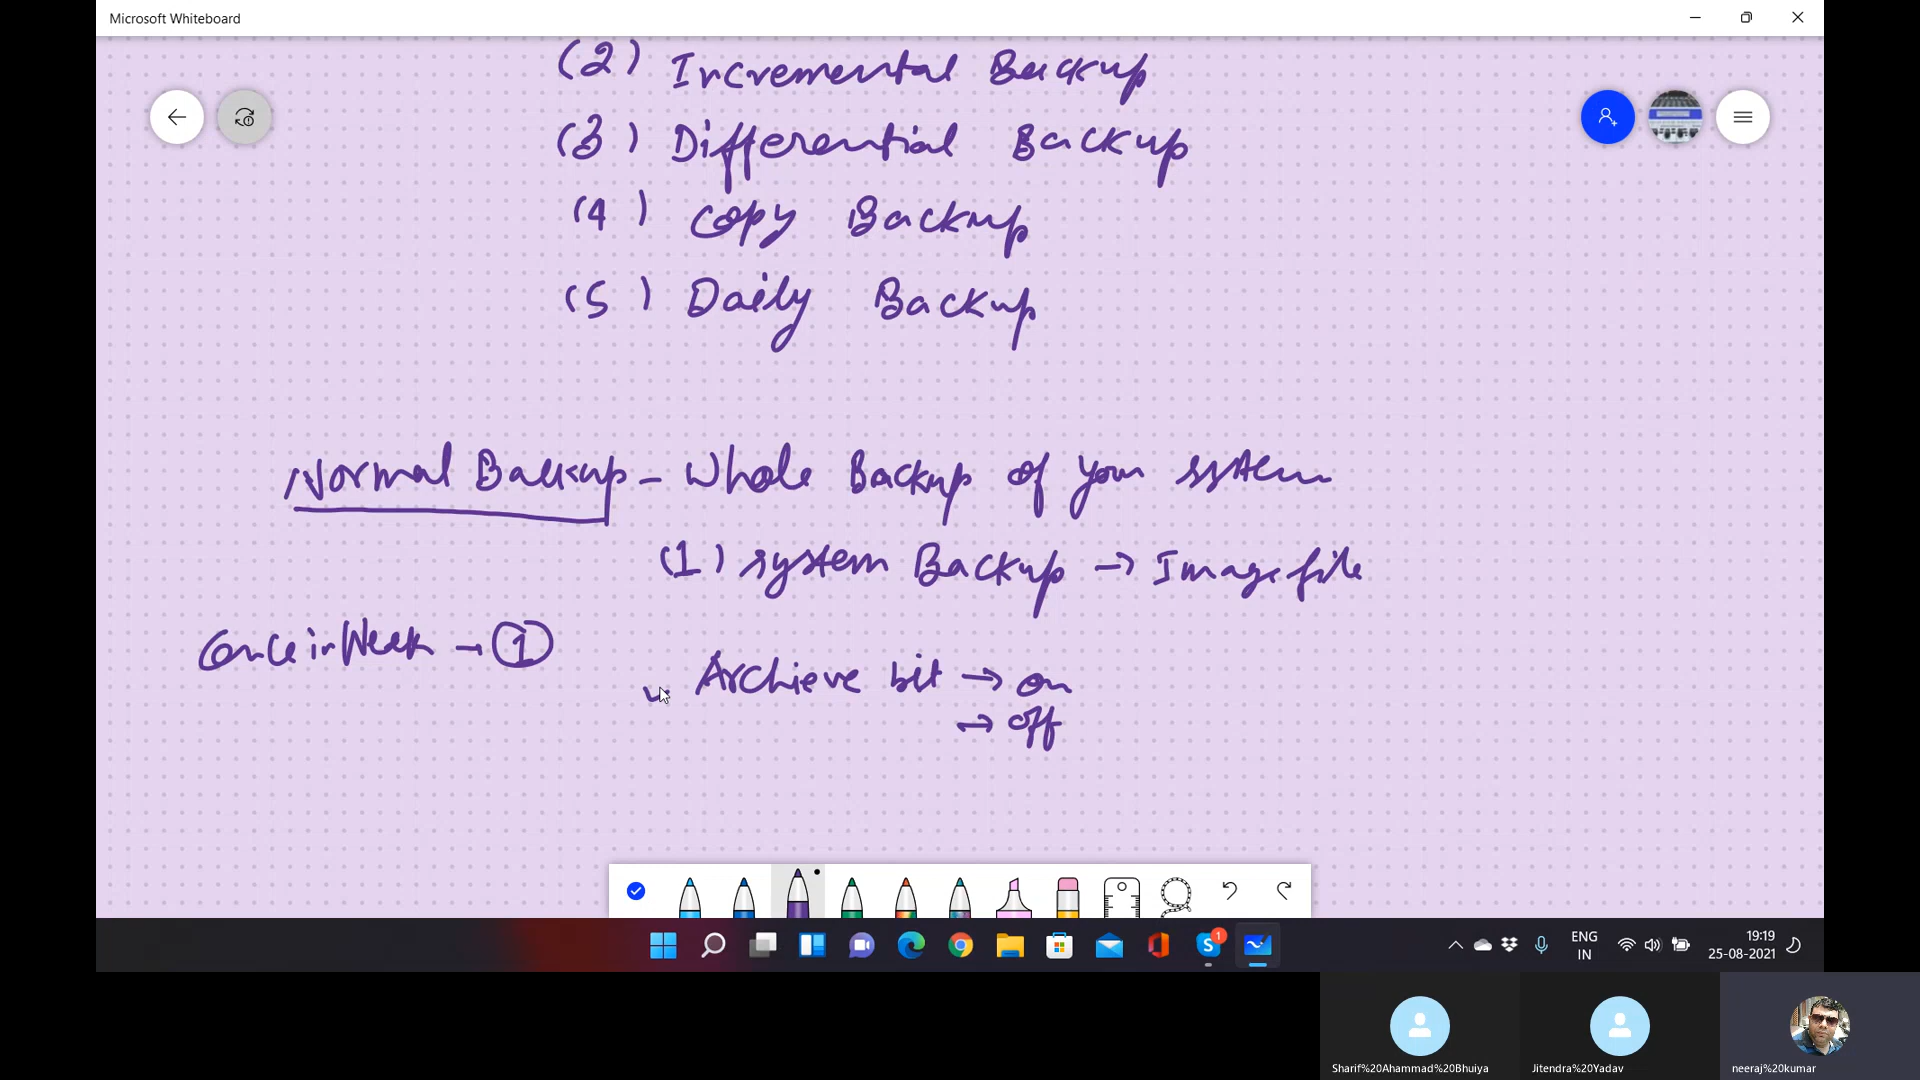 Microsoft Whiteboard
(2) Incremental Backup
(3) Differential Backup
(4) Copy Backup
(5) Daily Backup
Normal Backup - Whole Backup of your system
(1) system Backup → Image file
Once in Week → 1
Archieve bit → on
→ off
1
ENG
IN
19:19
25-08-2021
Sharif%20Ahammad%20Bhuiya
Jitendra%20Yadav
neeraj%20kumar